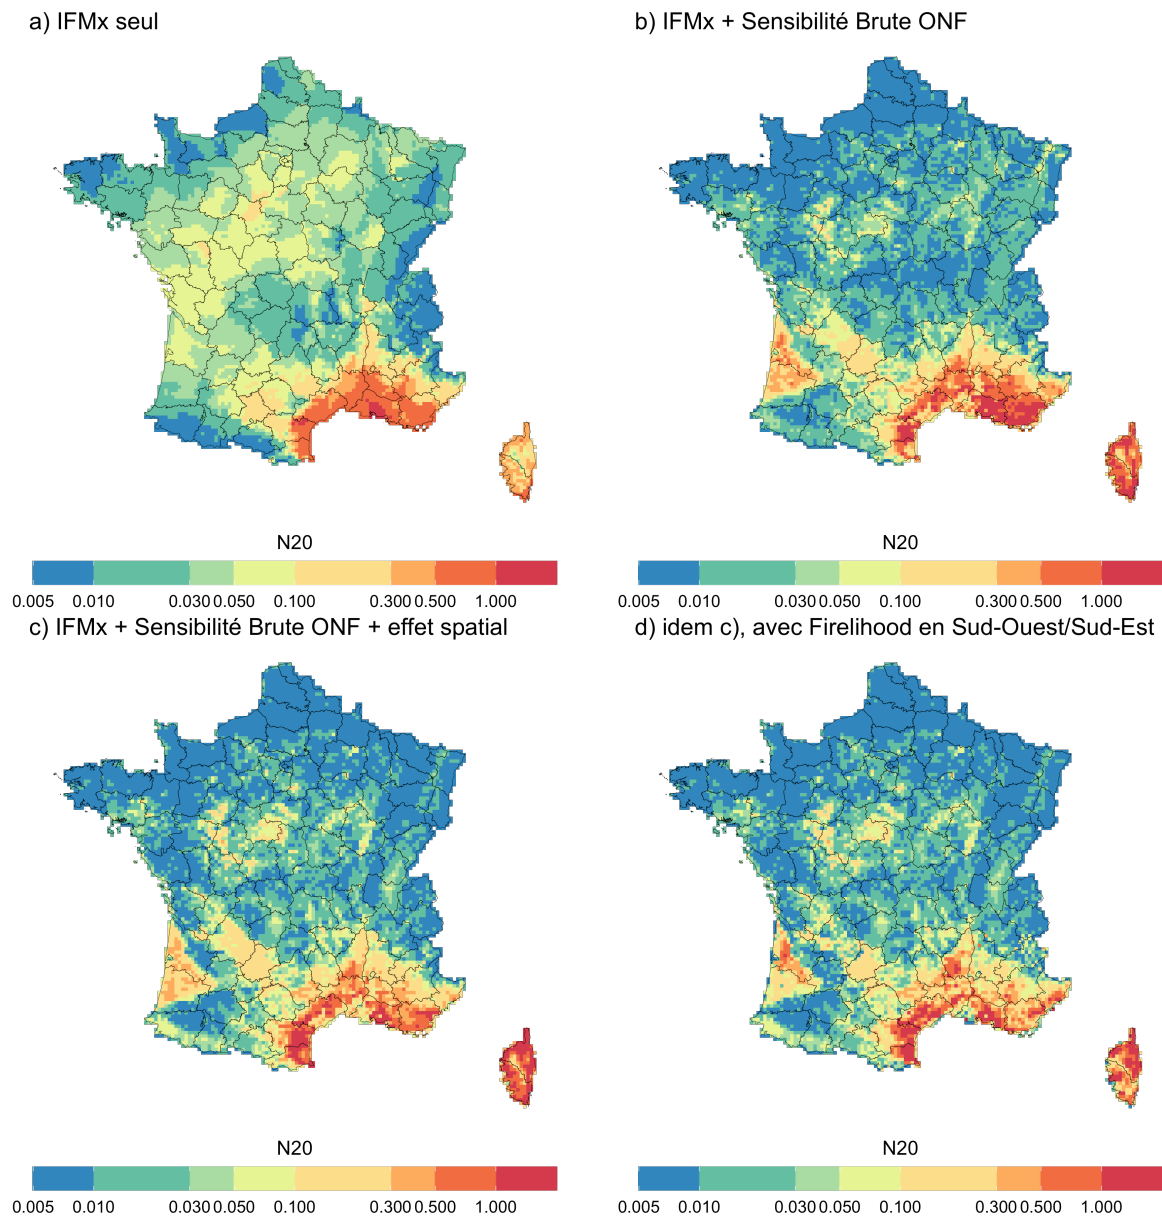 a) IFMx seul
b) IFMx + Sensibilité Brute ONF
N20
0.005 0.010 0.030 0.050 0.100 0.300 0.500 1.000
N20
0.005 0.010 0.030 0.050 0.100 0.300 0.500 1.000
c) IFMx + Sensibilité Brute ONF + effet spatial
d) idem c), avec Firelihood en Sud-Ouest/Sud-Est
N20
0.005 0.010 0.030 0.050 0.100 0.300 0.500 1.000
N20
0.005 0.010 0.030 0.050 0.100 0.300 0.500 1.000